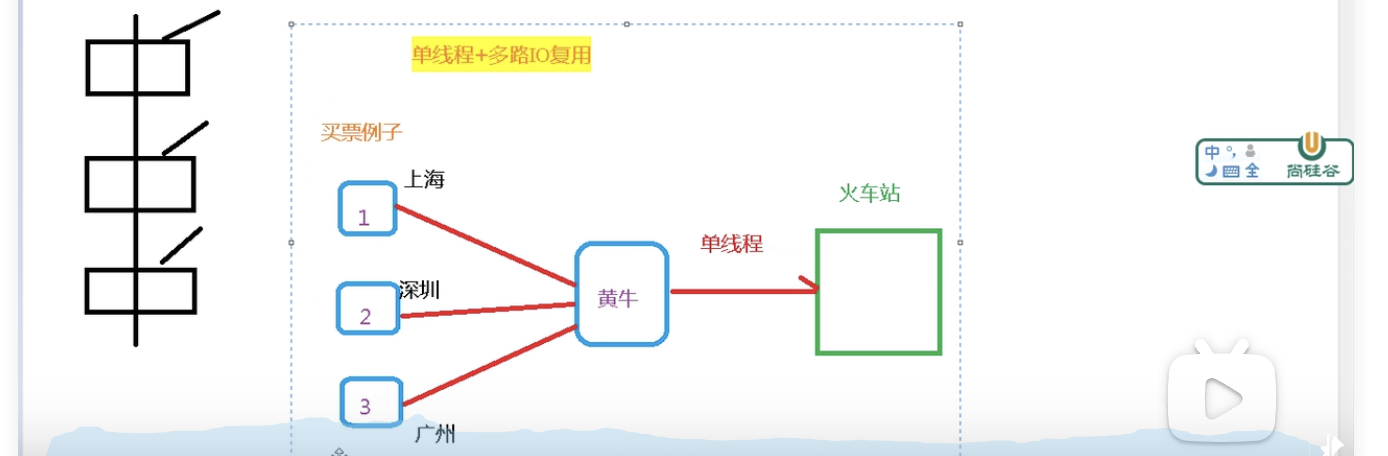 单线程+多路IO复用
买票例子
上海
1
深圳
2
3
广州
黄牛
单线程
火车站
中 °, 全
尚硅谷